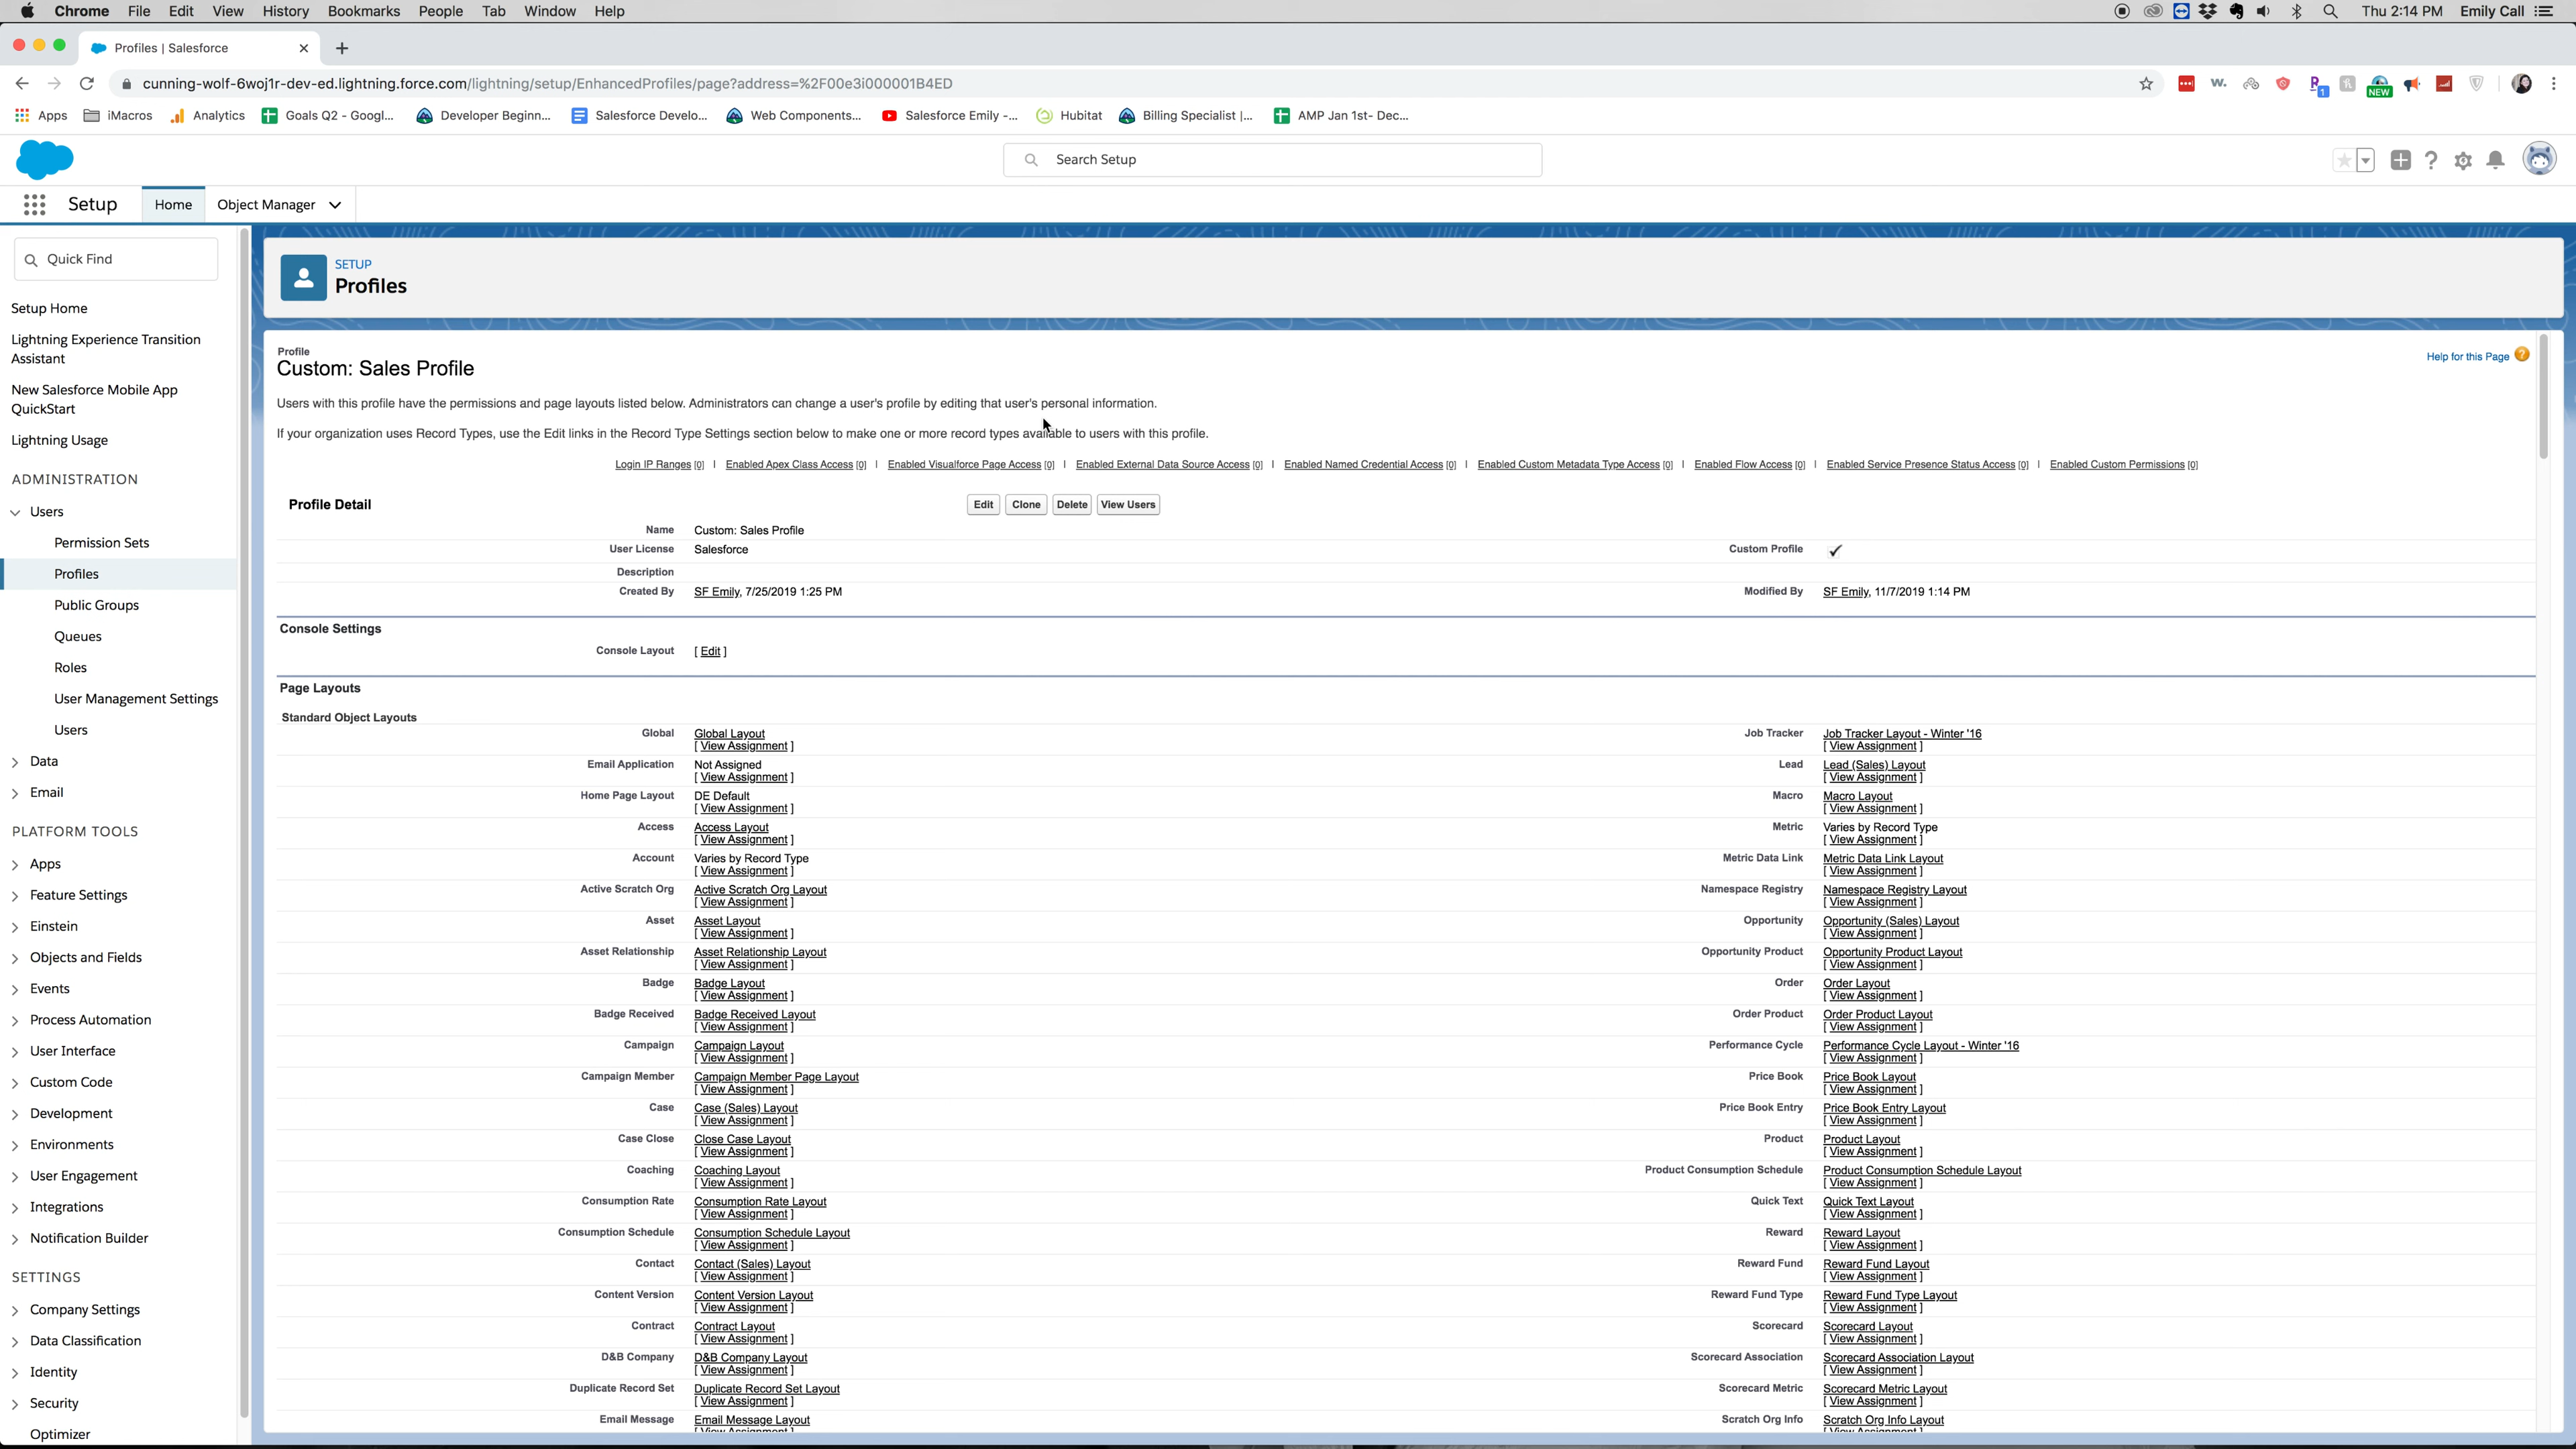 Chrome File Edit View History Bookmarks People Tab Window Help Thu 2:14 PM Emily Call
Profiles | Salesforce
cunning-wolf-6woj1r-dev-ed.lightning.force.com/lightning/setup/EnhancedProfiles/page?address=%2F00e3i000001B4ED
NEW
1
Apps iMacros Analytics Goals Q2 - Googl... Developer Beginn... Salesforce Develo... Web Components... Salesforce Emily -... Hubitat Billing Specialist |... AMP Jan 1st- Dec...
Search Setup
Setup Home Object Manager
Quick Find
Setup Home
Lightning Experience Transition
Assistant
New Salesforce Mobile App
QuickStart
Lightning Usage
ADMINISTRATION
Users
Permission Sets
Profiles
Public Groups
Queues
Roles
User Management Settings
Users
Data
Email
PLATFORM TOOLS
Apps
Feature Settings
Einstein
Objects and Fields
Events
Process Automation
User Interface
Custom Code
Development
Environments
User Engagement
Integrations
Notification Builder
SETTINGS
Company Settings
Data Classification
Identity
Security
Optimizer
SETUP
Profiles
Profile
Custom: Sales Profile
Help for this Page
Users with this profile have the permissions and page layouts listed below. Administrators can change a user's profile by editing that user's personal information.
If your organization uses Record Types, use the Edit links in the Record Type Settings section below to make one or more record types available to users with this profile.
Login IP Ranges [0] | Enabled Apex Class Access [0] | Enabled Visualforce Page Access [0] | Enabled External Data Source Access [0] | Enabled Named Credential Access [0] | Enabled Custom Metadata Type Access [0] | Enabled Flow Access [0] | Enabled Service Presence Status Access [0] | Enabled Custom Permissions [0]
Profile Detail Edit Clone Delete View Users
Name Custom: Sales Profile
User License Salesforce Custom Profile
Description
Created By SF Emily, 7/25/2019 1:25 PM Modified By SF Emily, 11/7/2019 1:14 PM
Console Settings
Console Layout [ Edit ]
Page Layouts
Standard Object Layouts
Global Global Layout Job Tracker Job Tracker Layout - Winter '16
[ View Assignment ] [ View Assignment ]
Email Application Not Assigned Lead Lead (Sales) Layout
[ View Assignment ] [ View Assignment ]
Home Page Layout DE Default Macro Macro Layout
[ View Assignment ] [ View Assignment ]
Access Access Layout Metric Varies by Record Type
[ View Assignment ] [ View Assignment ]
Account Varies by Record Type Metric Data Link Metric Data Link Layout
[ View Assignment ] [ View Assignment ]
Active Scratch Org Active Scratch Org Layout Namespace Registry Namespace Registry Layout
[ View Assignment ] [ View Assignment ]
Asset Asset Layout Opportunity Opportunity (Sales) Layout
[ View Assignment ] [ View Assignment ]
Asset Relationship Asset Relationship Layout Opportunity Product Opportunity Product Layout
[ View Assignment ] [ View Assignment ]
Badge Badge Layout Order Order Layout
[ View Assignment ] [ View Assignment ]
Badge Received Badge Received Layout Order Product Order Product Layout
[ View Assignment ] [ View Assignment ]
Campaign Campaign Layout Performance Cycle Performance Cycle Layout - Winter '16
[ View Assignment ] [ View Assignment ]
Campaign Member Campaign Member Page Layout Price Book Price Book Layout
[ View Assignment ] [ View Assignment ]
Case Case (Sales) Layout Price Book Entry Price Book Entry Layout
[ View Assignment ] [ View Assignment ]
Case Close Close Case Layout Product Product Layout
[ View Assignment ] [ View Assignment ]
Coaching Coaching Layout Product Consumption Schedule Product Consumption Schedule Layout
[ View Assignment ] [ View Assignment ]
Consumption Rate Consumption Rate Layout Quick Text Quick Text Layout
[ View Assignment ] [ View Assignment ]
Consumption Schedule Consumption Schedule Layout Reward Reward Layout
[ View Assignment ] [ View Assignment ]
Contact Contact (Sales) Layout Reward Fund Reward Fund Layout
[ View Assignment ] [ View Assignment ]
Content Version Content Version Layout Reward Fund Type Reward Fund Type Layout
[ View Assignment ] [ View Assignment ]
Contract Contract Layout Scorecard Scorecard Layout
[ View Assignment ] [ View Assignment ]
D&B Company D&B Company Layout Scorecard Association Scorecard Association Layout
[ View Assignment ] [ View Assignment ]
Duplicate Record Set Duplicate Record Set Layout Scorecard Metric Scorecard Metric Layout
[ View Assignment ] [ View Assignment ]
Email Message Email Message Layout Scratch Org Info Scratch Org Info Layout